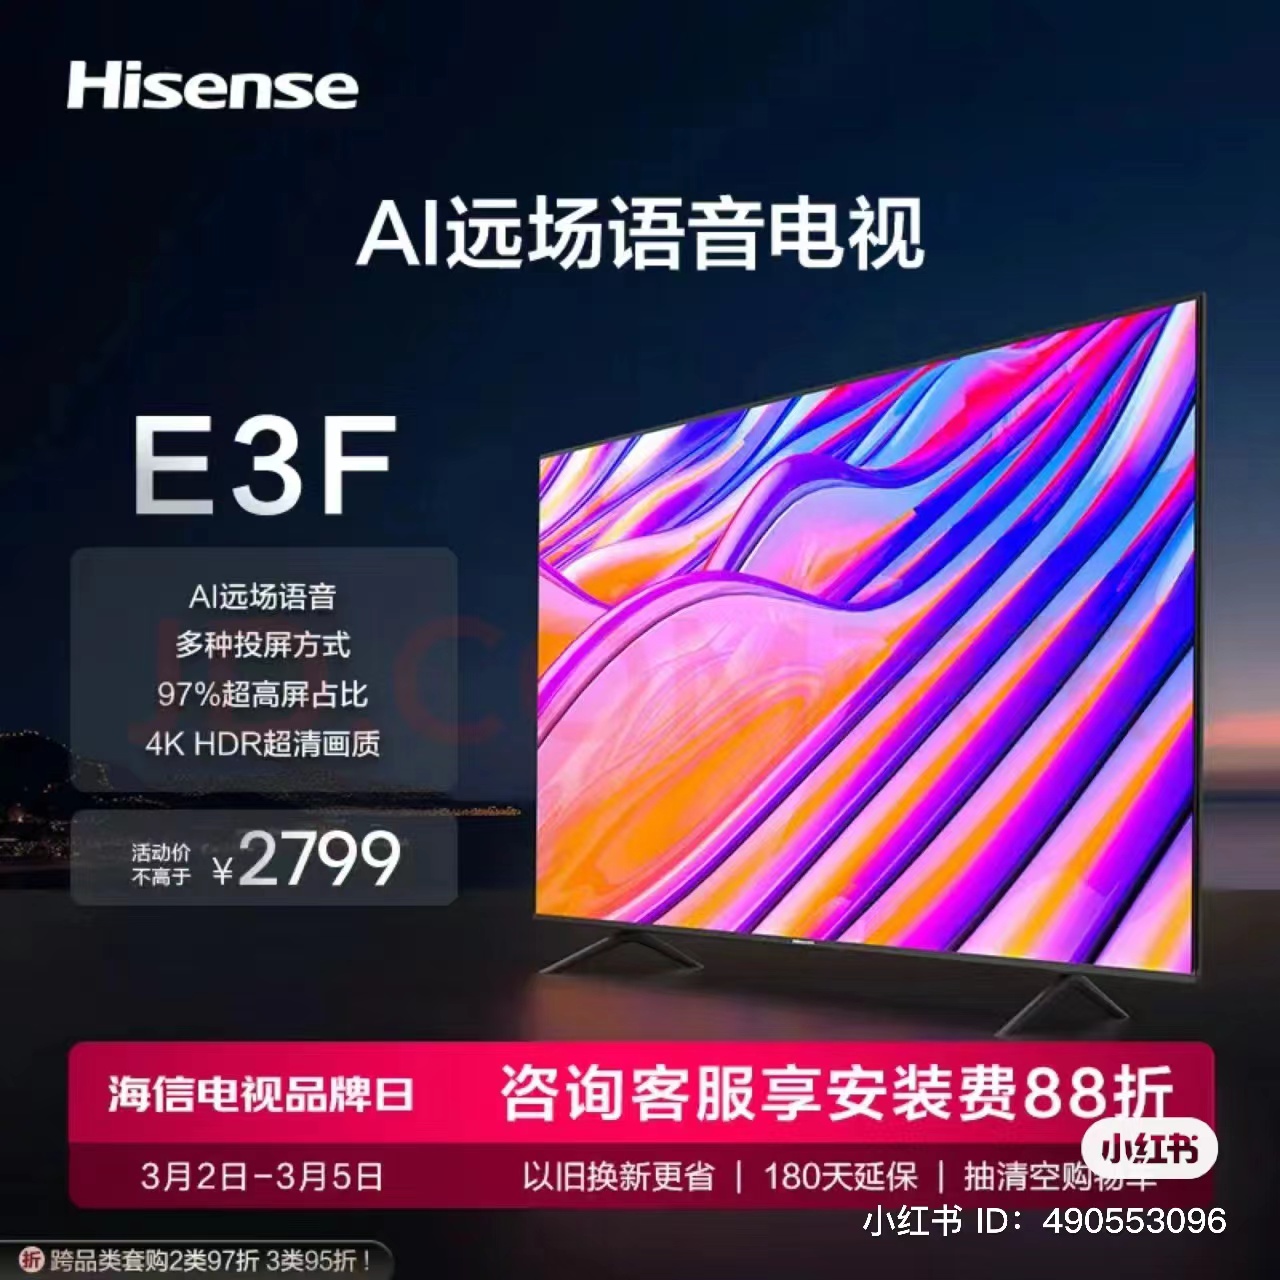 Hisense
AI远场语音电视
E3F
AI远场语音
多种投屏方式
97%超高屏占比
4K HDR超清画质
活动价
不高于 ¥2799
海信电视品牌日
咨询客服享安装费88折
3月2日-3月5日
以旧换新更省 | 180天延保 | 抽清空购物车
小红书
小红书 ID: 490553096
折 跨品类套购2类97折 3类95折！
JD.CO
Hisense